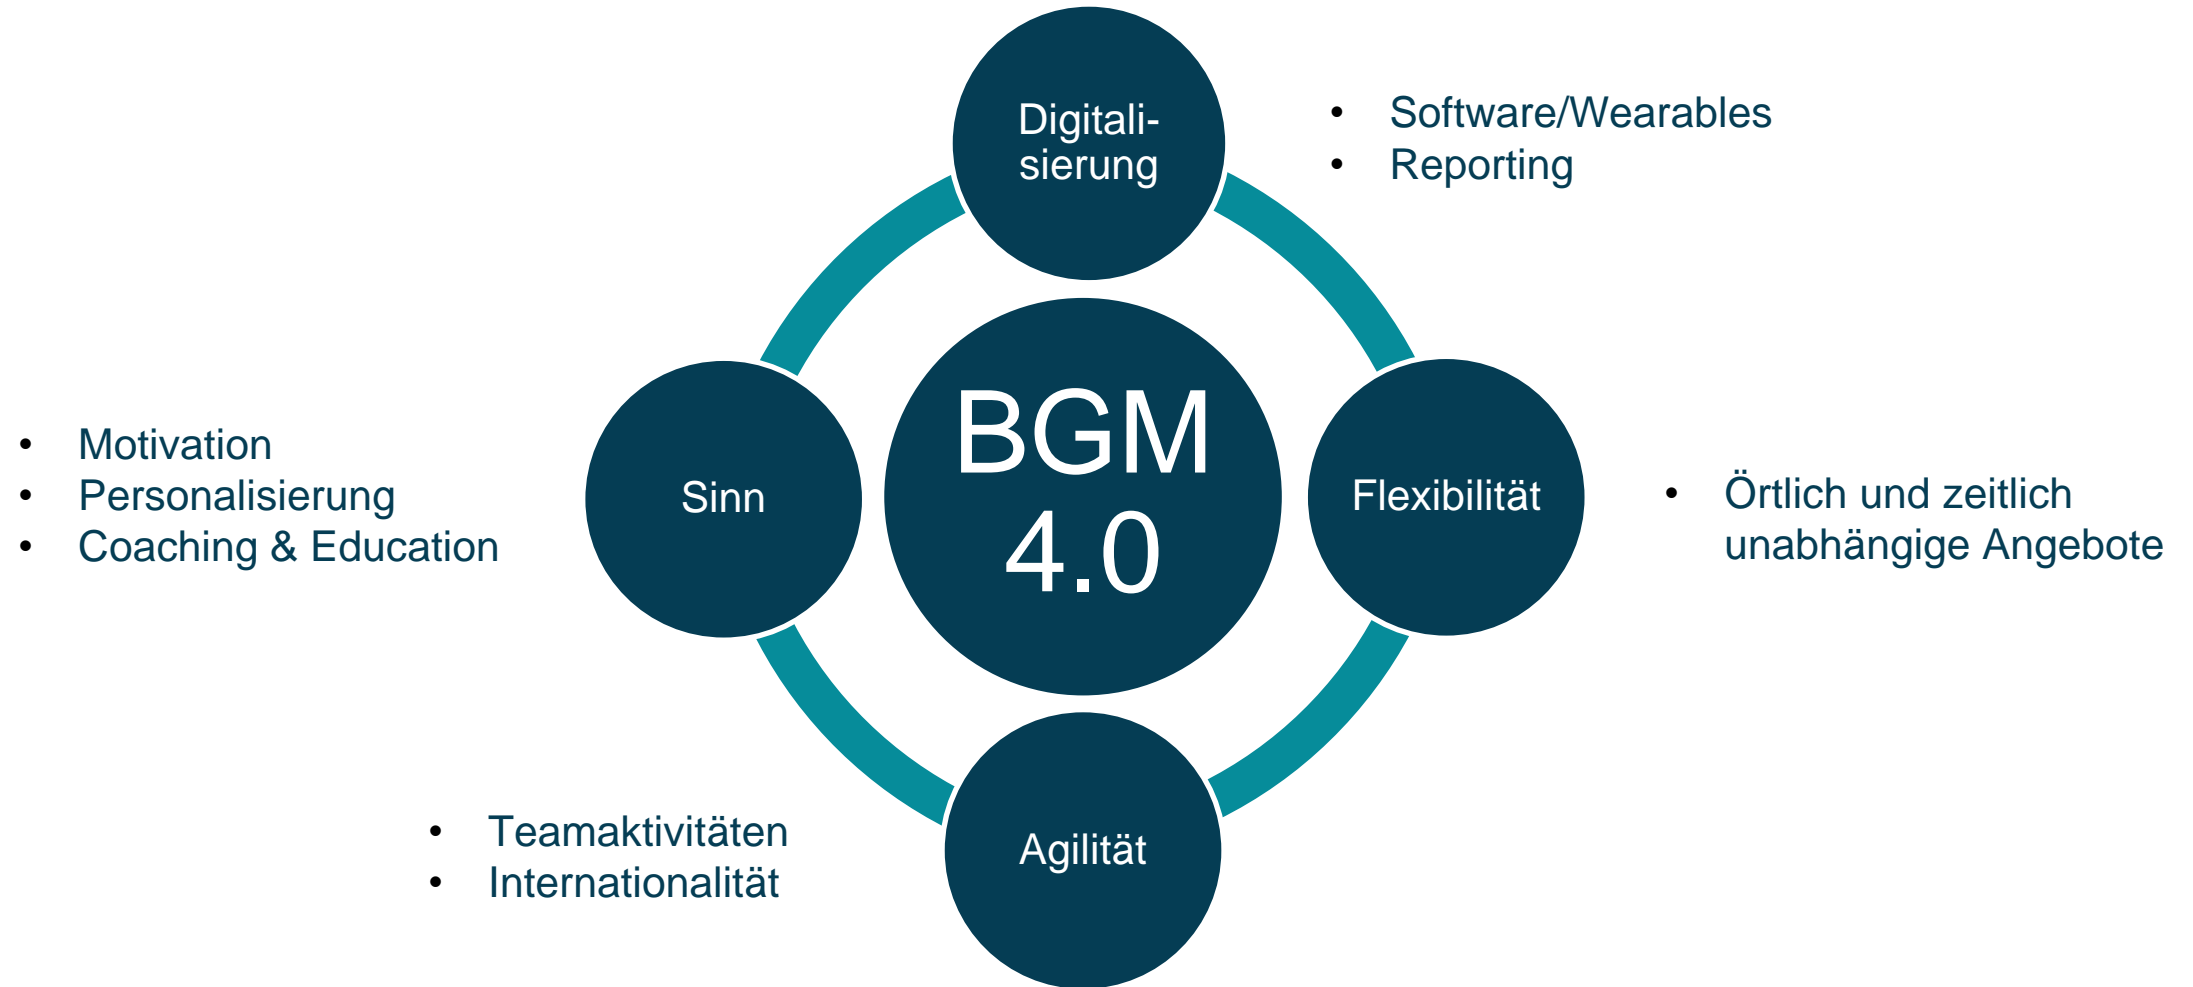 Digitali-
sierung
• Software/Wearables
• Reporting
BGM
4.0
• Motivation
• Personalisierung
• Coaching & Education
Sinn
Flexibilität
• Örtlich und zeitlich
unabhängige Angebote
• Teamaktivitäten
• Internationalität
Agilität